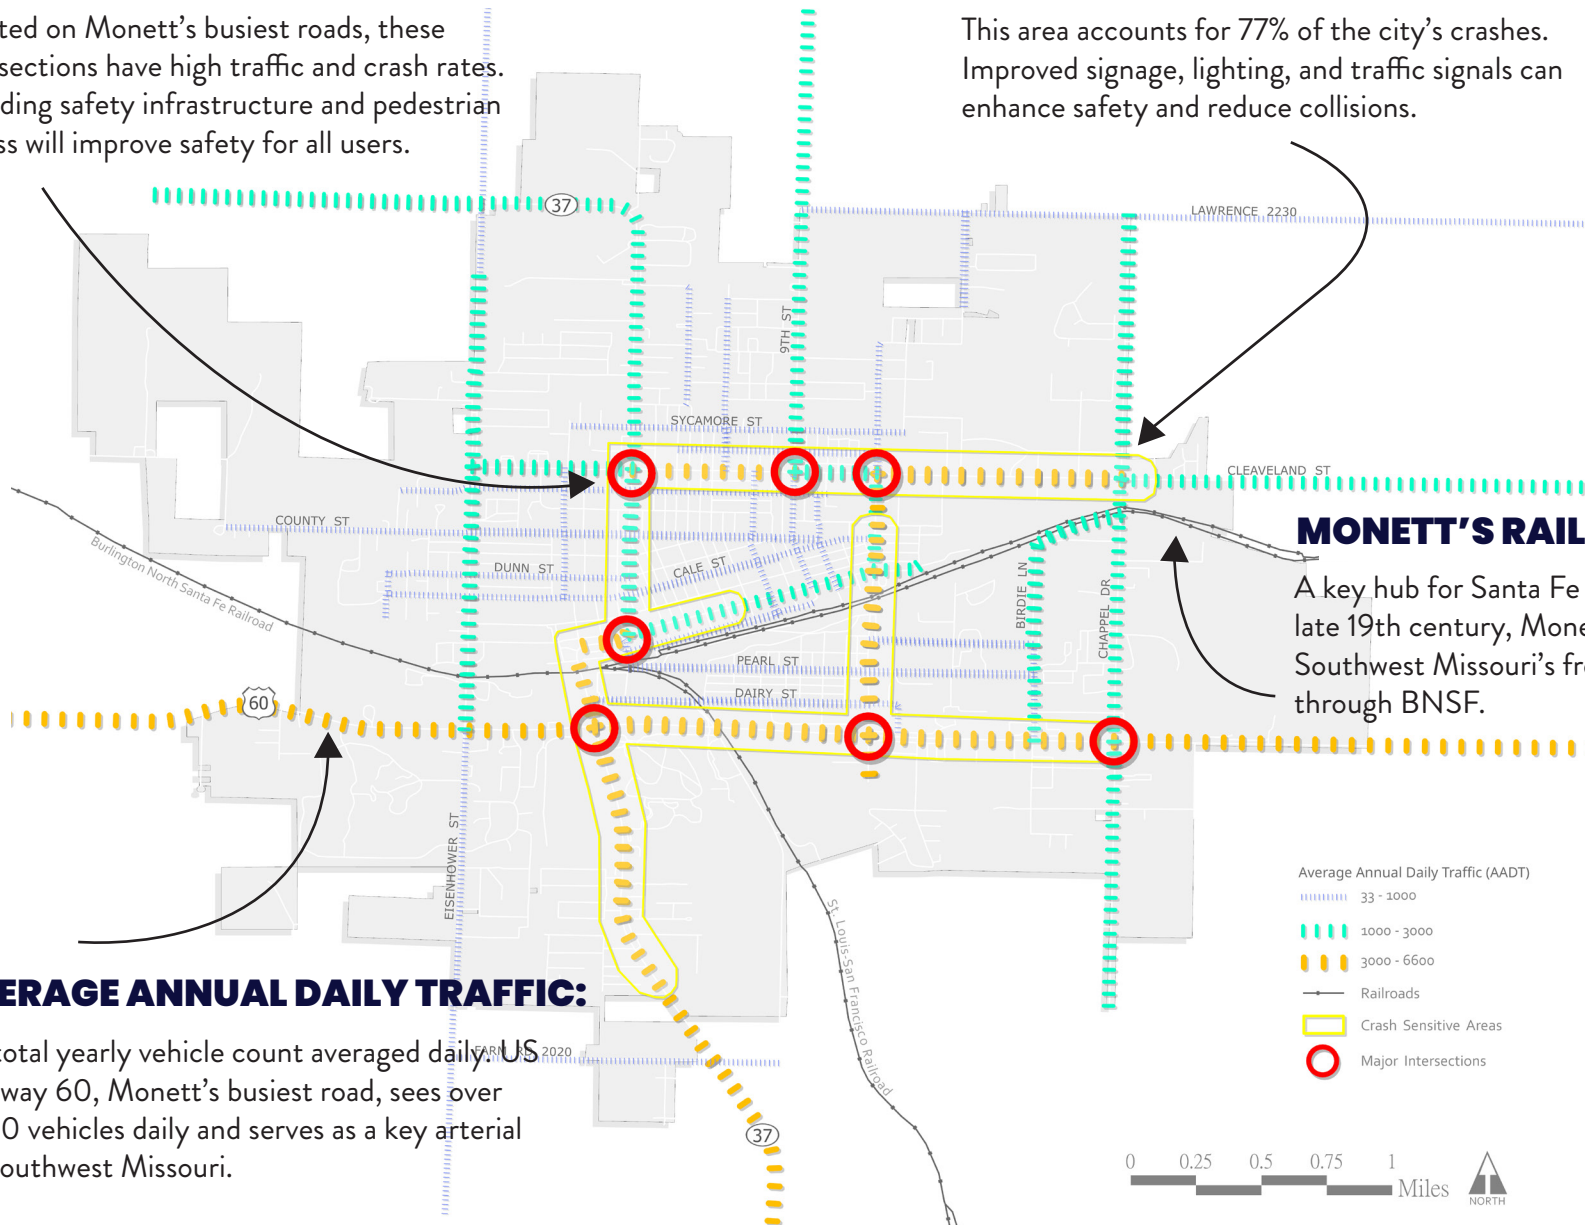 ted on Monett's busiest roads, these
sections have high traffic and crash rates.
ding safety infrastructure and pedestrian
ss will improve safety for all users.
This area accounts for 77% of the city's crashes.
Improved signage, lighting, and traffic signals can
enhance safety and reduce collisions.
37
LAWRENCE 2230
9TH ST
SYCAMORE ST
CLEAVELAND ST
COUNTY ST
Burlington North Santa Fe Railroad
DUNN ST
CALE ST
BIRDIE LN
CHAPPEL DR
PEARL ST
DAIRY ST
60
MONETT'S RAIL
A key hub for Santa Fe
late 19th century, Mone
Southwest Missouri's fre
through BNSF.
EISENHOWER ST
St. Louis-San Francisco Railroad
ERAGE ANNUAL DAILY TRAFFIC:
total yearly vehicle count averaged daily. US
way 60, Monett's busiest road, sees over
0 vehicles daily and serves as a key arterial
outhwest Missouri.
FARM RD 2020
37
Average Annual Daily Traffic (AADT)
33 - 1000
1000 - 3000
3000 - 6600
Railroads
Crash Sensitive Areas
Major Intersections
0 0.25 0.5 0.75 1
Miles
NORTH